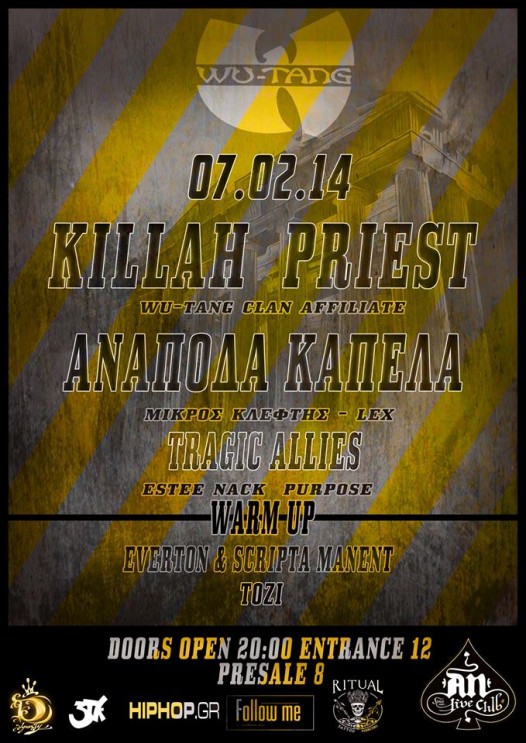 WU-TANG
07.02.14
KILLAH PRIEST
WU-TANG CLAN AFFILIATE
ΑΝΑΠΟΔΑ ΚΑΠΕΛΑ
ΜΙΚΡΟΣ ΚΛΕΦΤΗΣ - LEX
TRAGIC ALLIES
ESTEE NACK PURPOSE
WARM-UP
EVERTON & SCRIPTA MANENT
TOZI
DOORS OPEN 20:00 ENTRANCE 12
PRESALE 8
HIPHOP.GR
Follow me
RITUAL
TATTOO
AN
Live Club